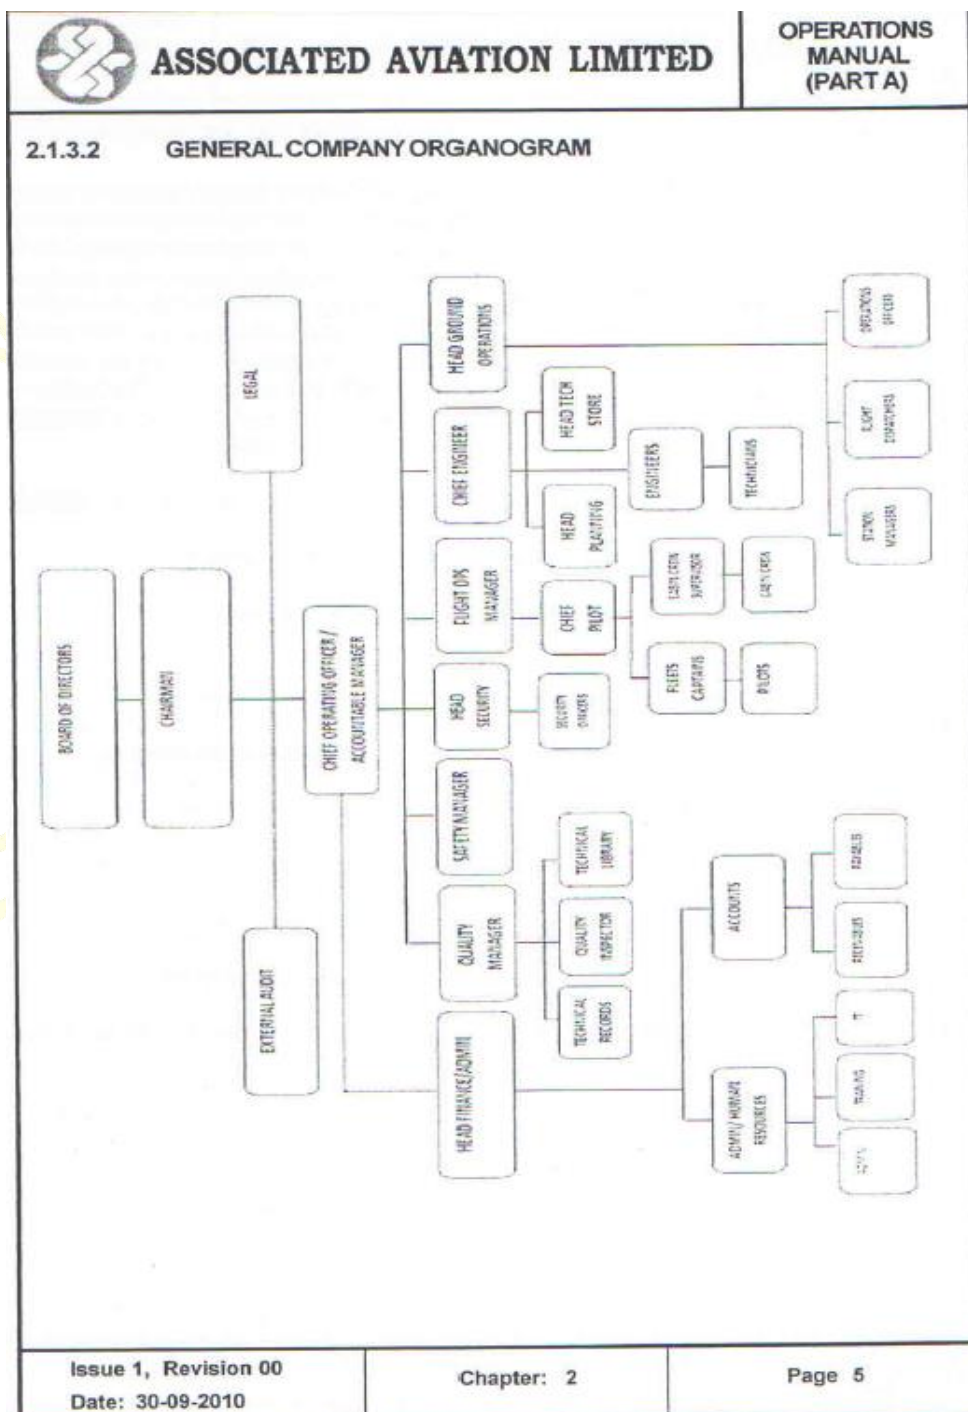 ASSOCIATED AVIATION LIMITED
OPERATIONS
MANUAL
(PART A)
2.1.3.2 GENERAL COMPANY ORGANOGRAM
BOARD OF DIRECTORS
CHAIRMAN
EXTERNAL AUDIT
LEGAL
CHIEF OPERATING OFFICER /
ACCOUNTABLE MANAGER
HEAD FINANCE/ADMIN
QUALITY
MANAGER
SAFETY MANAGER
HEAD
SECURITY
FLIGHT OPS
MANAGER
CHIEF ENGINEER
HEAD GROUND
OPERATIONS
TECHNICAL
RECORDS
QUALITY
INSPECTOR
TECHNICAL
LIBRARY
SECURITY
CHIEF
PILOT
HEAD
PLANNING
HEAD TECH
STORE
FLEETS
CAPTAINS
CABIN CREW
SUPERVISOR
ENGINEERS
PILOTS
CABIN CREW
TECHNICIANS
ADMIN/ HUMAN
RESOURCES
ACCOUNTS
TRAINING
IT
RECEIVABLES
PAYABLES
STATION
MANAGERS
FLIGHT
DISPATCHERS
OPERATIONS
OFFICERS
Issue 1, Revision 00
Date: 30-09-2010
Chapter: 2
Page 5